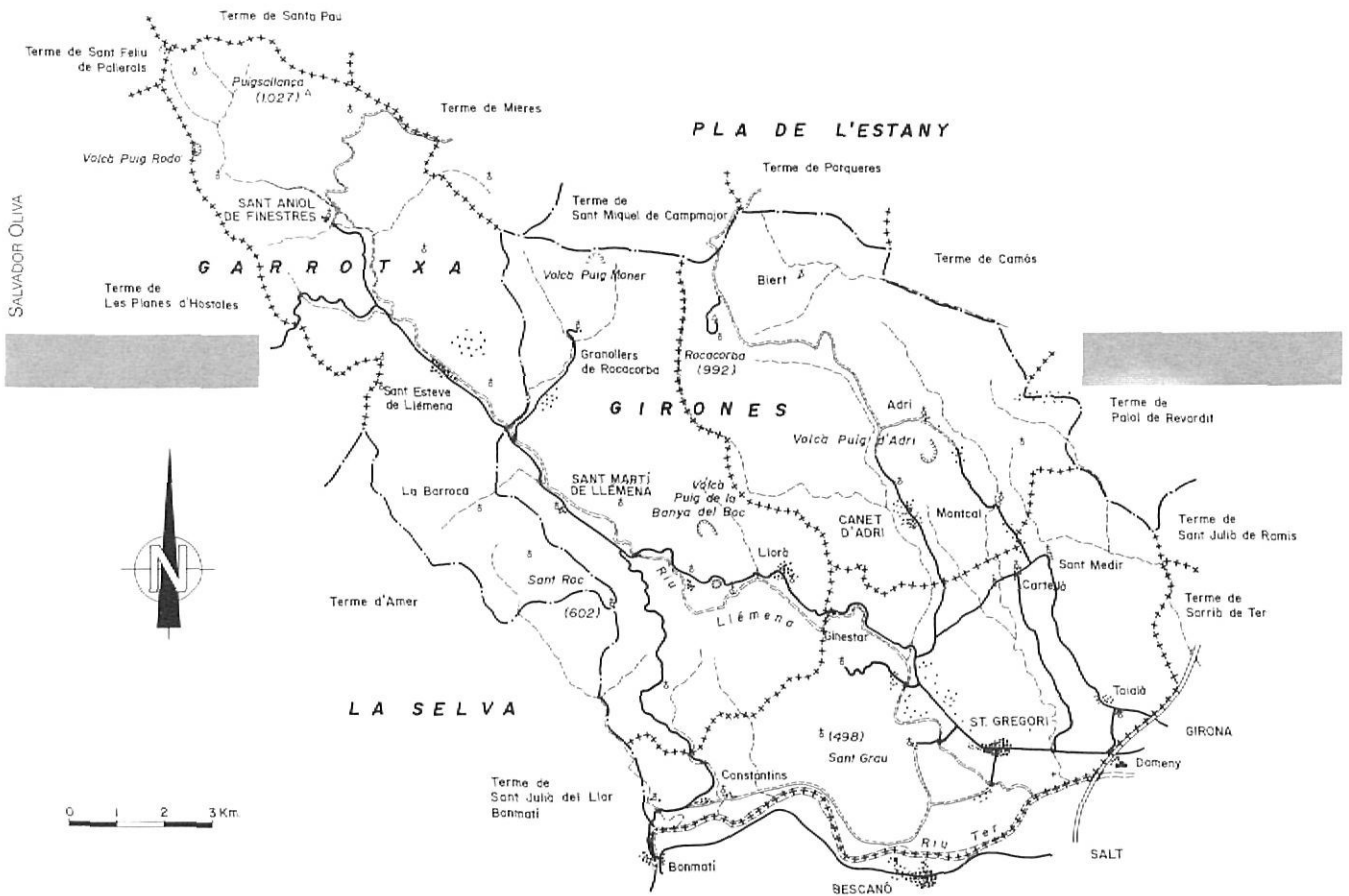 Terme de Santa Pau
Terme de Sant Feliu
de Pallerols
Puigsallança
(1.027)
Terme de Mieres
PLA DE L'ESTANY
Terme de Porqueres
Volcà Puig Roda
SANT ANIOL
DE FINESTRES
Terme de
Sant Miquel de Campmajor
SALVADOR OLIVA
GARROTXA
Volcà Puig Moner
Biert
Terme de Camós
Terme de
Les Planes d'Hostoles
Granollers
de Rocacorba
Rocacorba
(992)
Sant Esteve
de Llémena
GIRONES
Adri
Terme de
Palol de Revardit
Volcà Puig d'Adri
La Barroca
SANT MARTÍ
DE LLÉMENA
Volcà
Puig de la
Banya del Boc
CANET
D'ADRI
Montcal
Terme de
Sant Julià de Ramis
N
Llorà
Sant Medir
Cartellà
Sant Roc
(602)
Riu
Llémena
Terme d'Amer
Terme de
Sarrià de Ter
Ginestar
LA SELVA
Taialà
ST. GREGORI
GIRONA
(498)
Sant Grau
Domeny
Terme de
Sant Julià del Llor
Bonmatí
Constantins
0 1 2 3 Km.
Riu Ter
SALT
Bonmatí
BESCANÓ